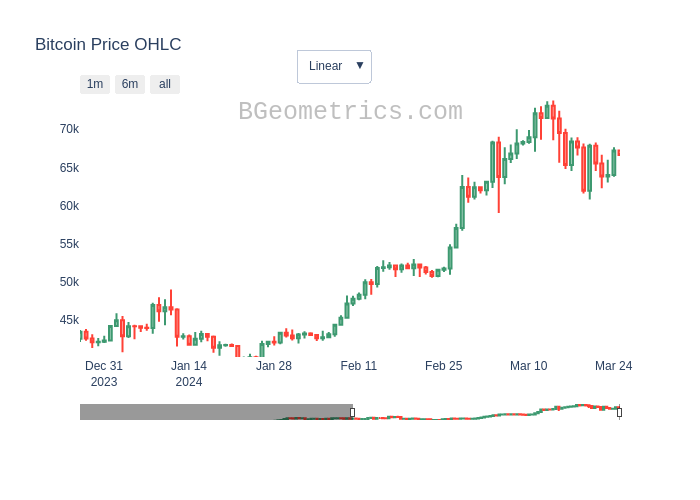 Bitcoin Price OHLC
Linear ▼
1m 6m all
BGeometrics.com
70k
65k
60k
55k
50k
45k
Dec 31 Jan 14 Jan 28 Feb 11 Feb 25 Mar 10 Mar 24
2023 2024